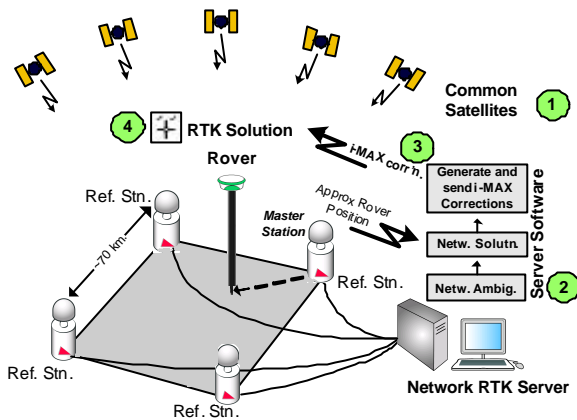 Common
Satellites
1
4
RTK Solution
3
i-MAX corr'n.
Rover
Generate and
send i-MAX
Corrections
Ref. Stn.
Approx Rover
Position
Master
Station
Server Software
~70 km.
Netw. Solutn.
Ref. Stn.
Netw. Ambig.
2
Ref. Stn.
Network RTK Server
Ref. Stn.